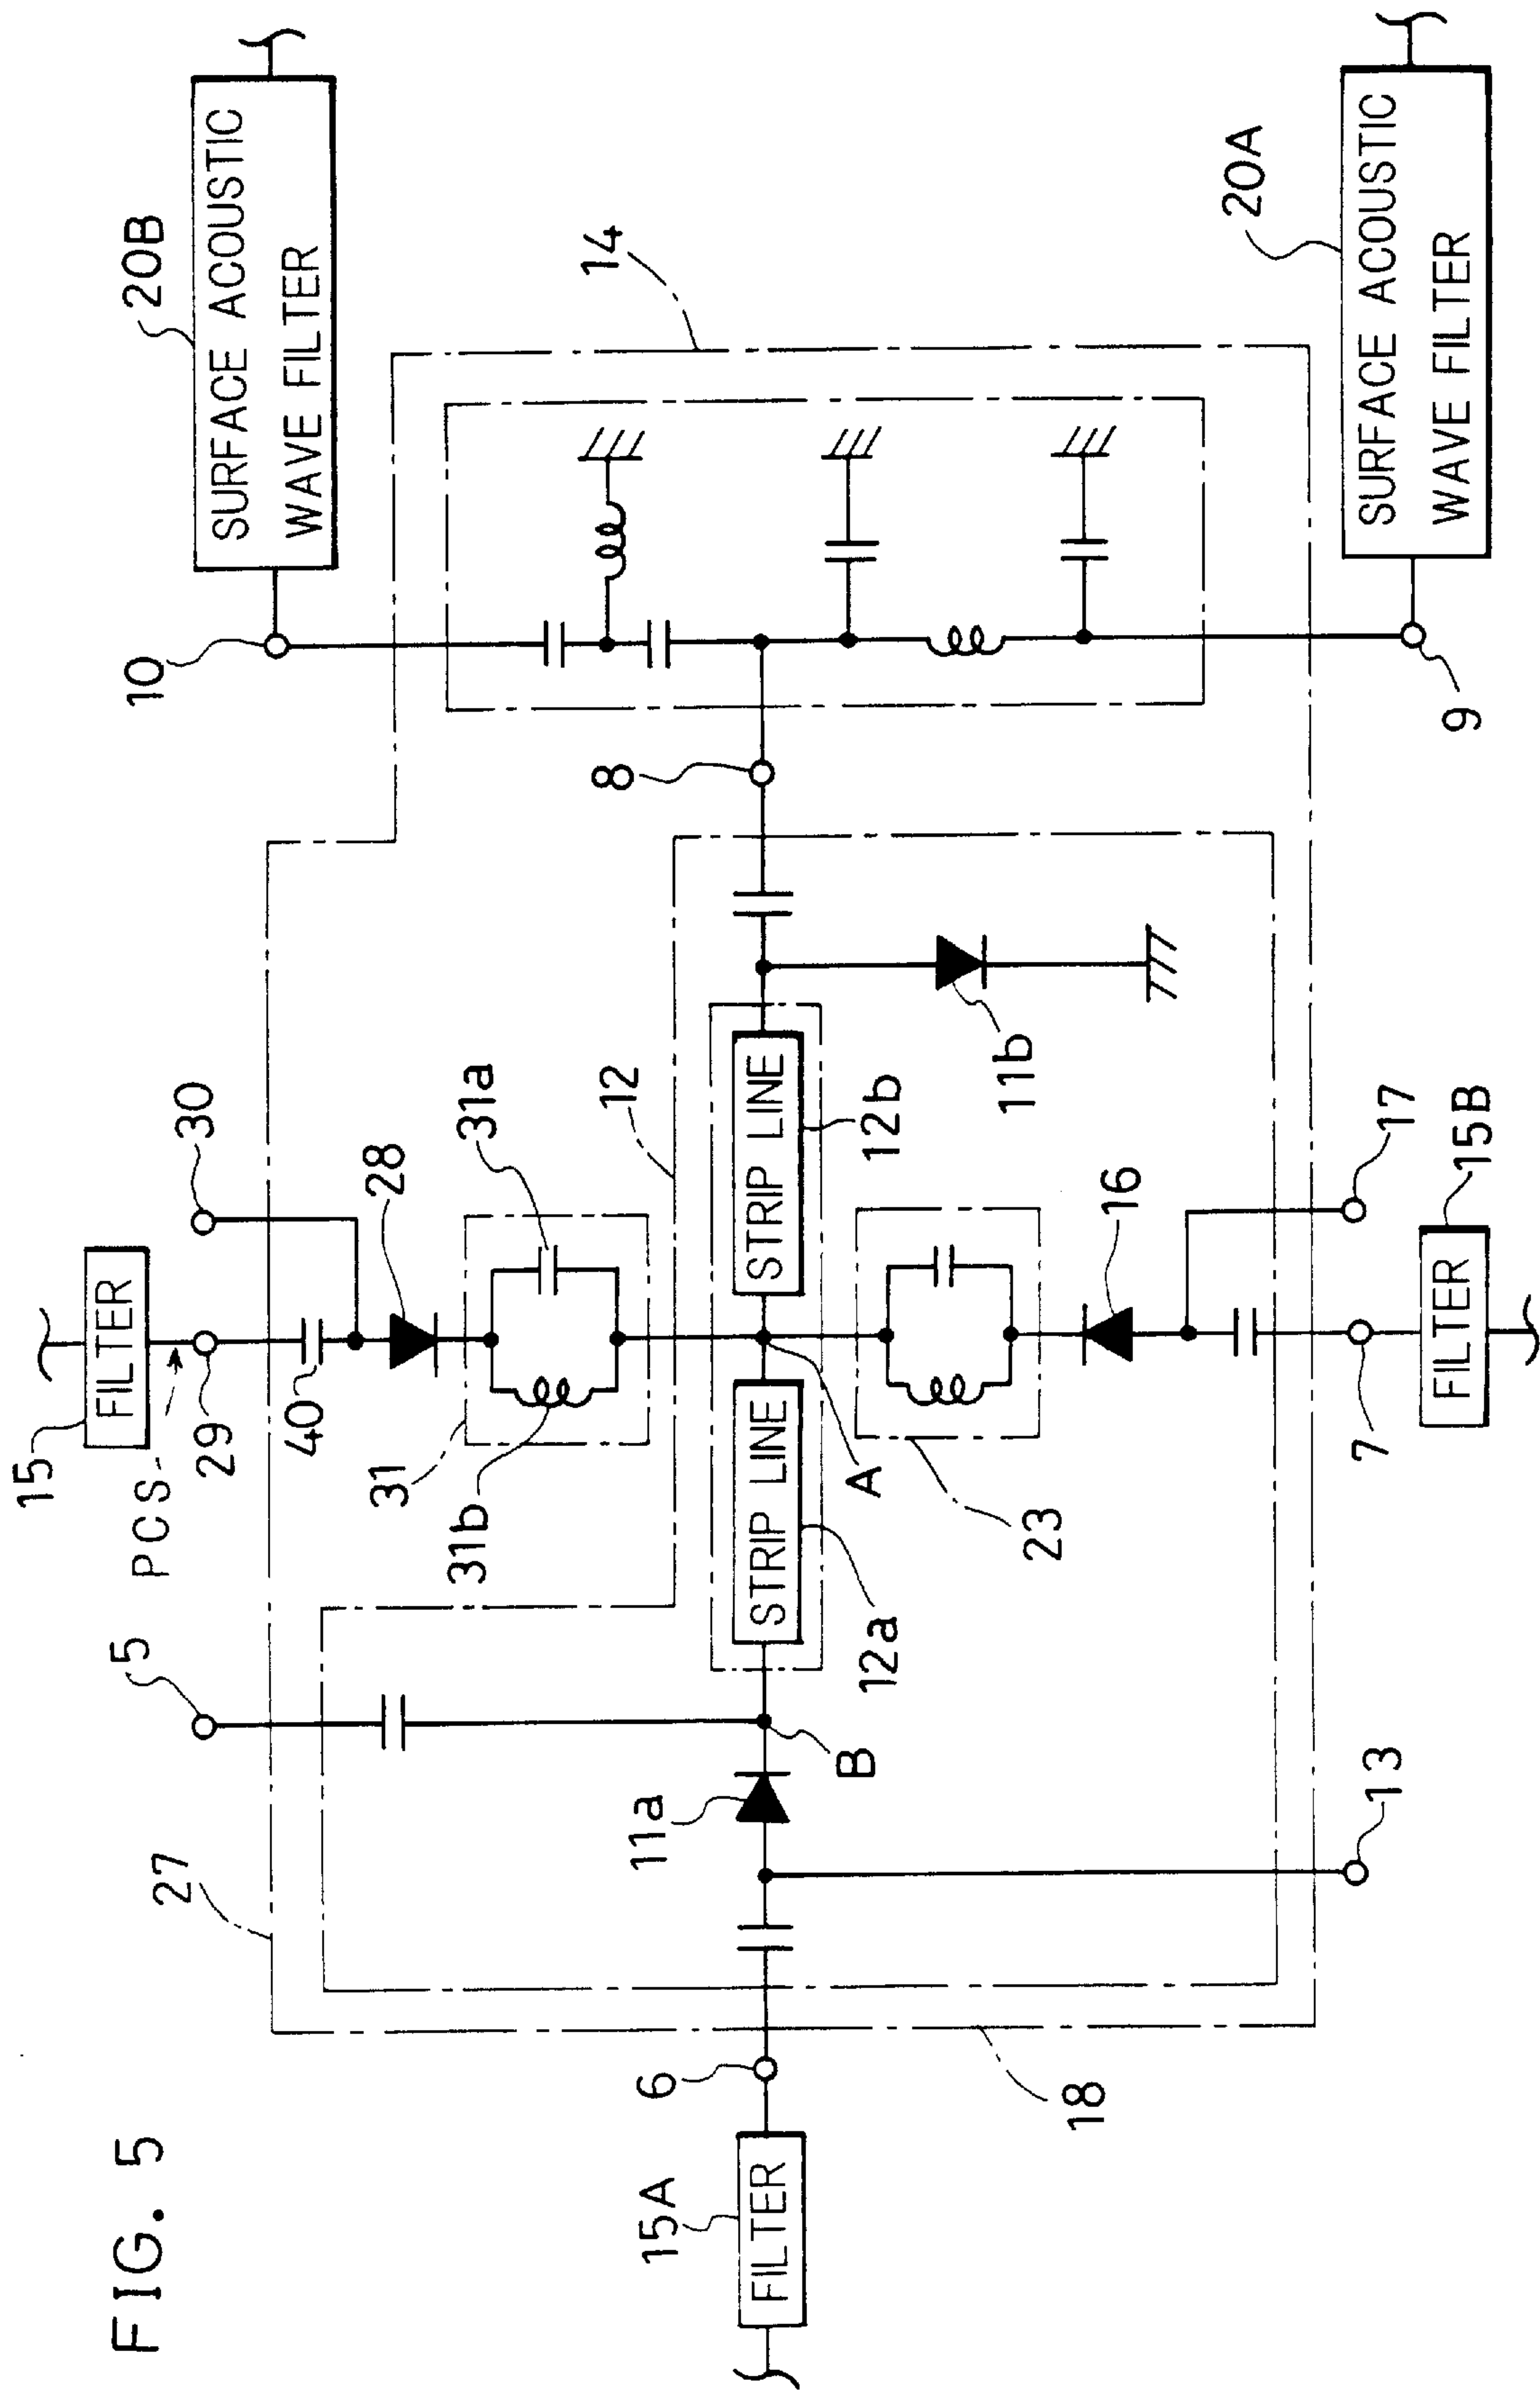 FIG. 5
20B
SURFACE ACOUSTIC
WAVE FILTER
10
14
20A
SURFACE ACOUSTIC
WAVE FILTER
9
8
30
15
FILTER
PCS
29
40
28
31a
31
31b
12
STRIP LINE
12b
11b
A
STRIP LINE
12a
16
17
23
7
15B
FILTER
5
B
11a
13
27
6
18
15A
FILTER